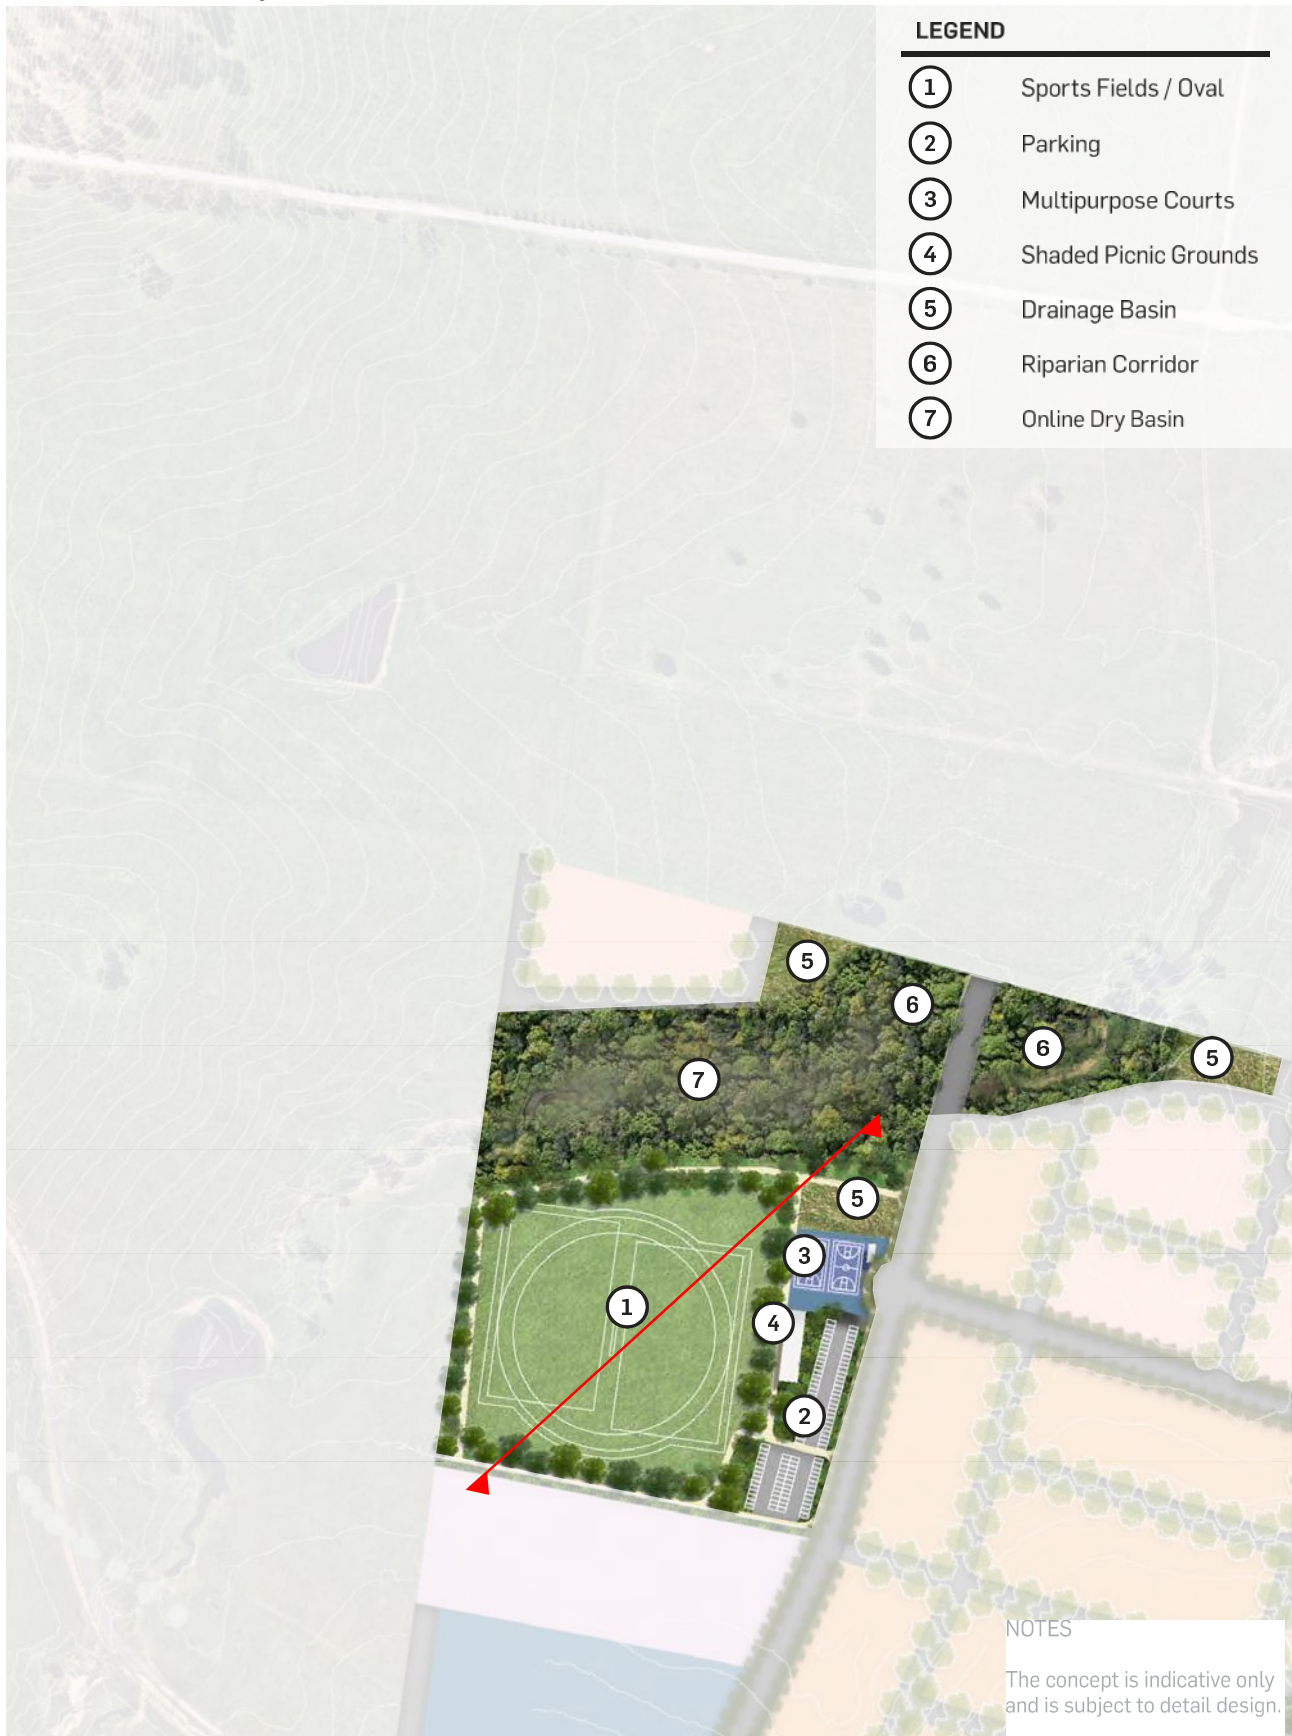 LEGEND
1 Sports Fields / Oval
2 Parking
3 Multipurpose Courts
4 Shaded Picnic Grounds
5 Drainage Basin
6 Riparian Corridor
7 Online Dry Basin
5
6
6
5
7
5
3
1
4
2
NOTES
The concept is indicative only
and is subject to detail design.